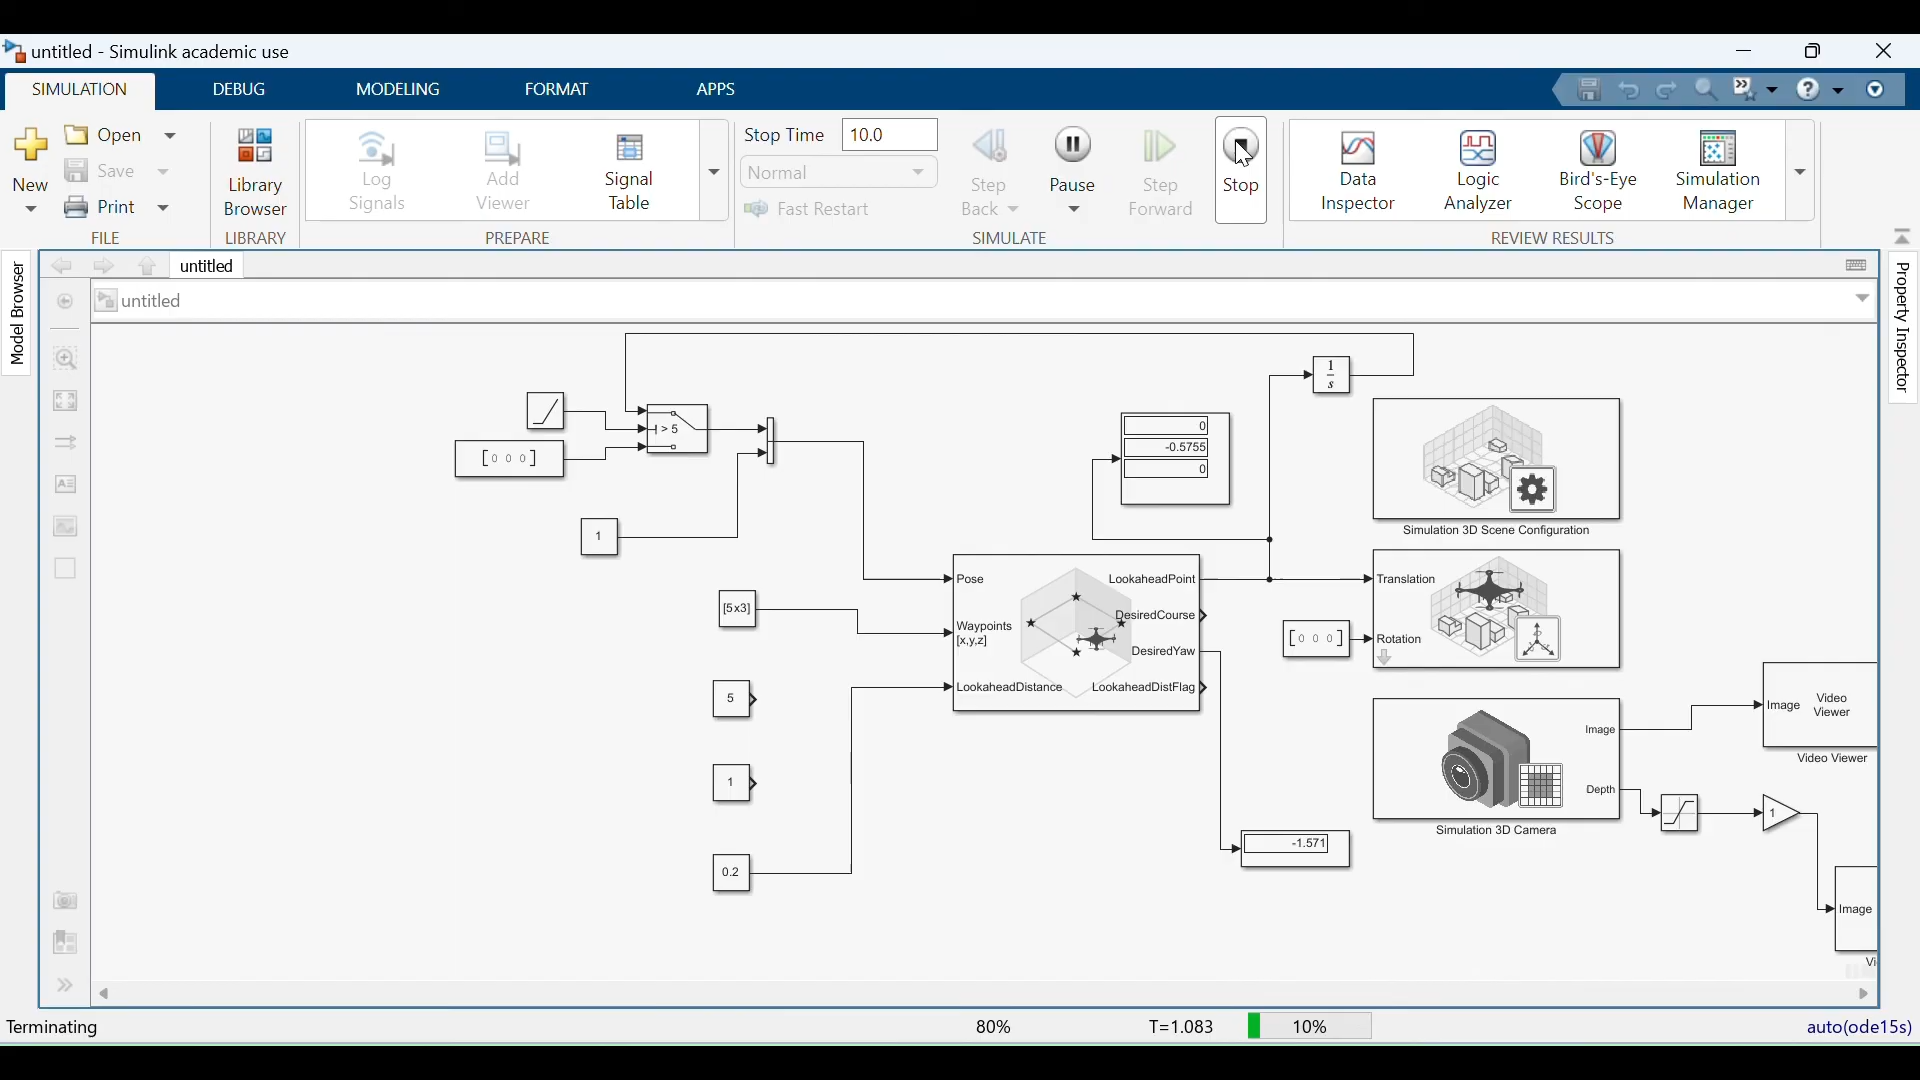 untitled - Simulink academic use
SIMULATION DEBUG MODELING FORMAT APPS
New
Open
Save
Print
FILE
Library
Browser
LIBRARY
Log
Signals
Add
Viewer
Signal
Table
PREPARE
Stop Time 10.0
Normal
Fast Restart
Step
Back
Pause
Step
Forward
Stop
SIMULATE
Data
Inspector
Logic
Analyzer
Bird's-Eye
Scope
Simulation
Manager
REVIEW RESULTS
Model Browser
Property Inspector
untitled
untitled
1
s
> 5
[0 0 0]
1
0
-0.5755
0
Simulation 3D Scene Configuration
[5x3]
5
1
0.2
Pose
Waypoints
[x,y,z]
LookaheadDistance
LookaheadPoint
DesiredCourse
DesiredYaw
LookaheadDistFlag
[0 0 0]
Translation
Rotation
-1.571
Image
Depth
Simulation 3D Camera
Image
Video
Viewer
Video Viewer
1
Image
Vi
Terminating 80% T=1.083 10% auto(ode15s)